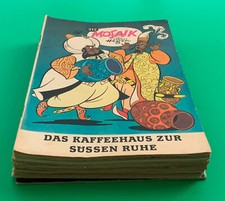 MOSAIK
DAS KAFFEEHAUS ZUR
SÜSSEN RUHE